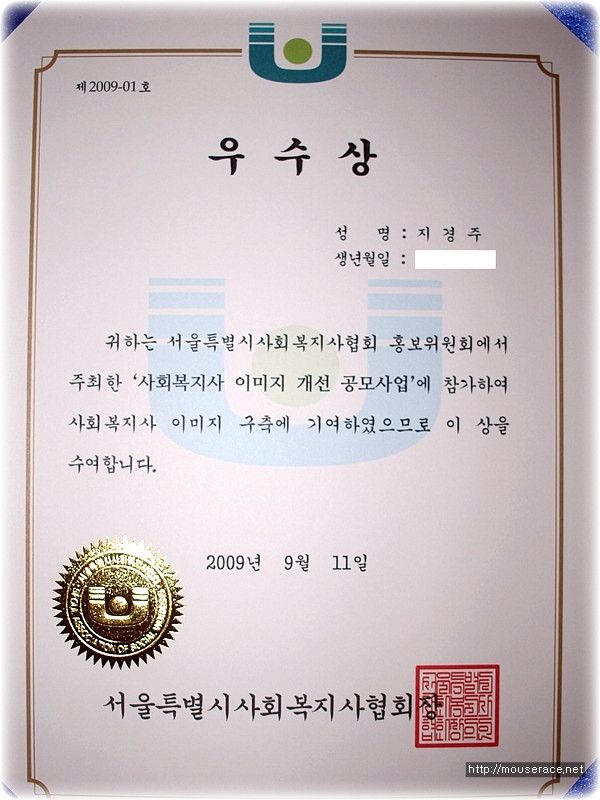 제2009-01호
우 수 상
성 명 : 지 경 주
생년월일 :
귀하는 서울특별시사회복지사협회 홍보위원회에서
주최한 '사회복지사 이미지 개선 공모사업'에 참가하여
사회복지사 이미지 구축에 기여하였으므로 이 상을
수여합니다.
2009년 9월 11일
ASSOCIATION OF SOCIAL
서울특별시사회복지사협회장
http://mouserace.net